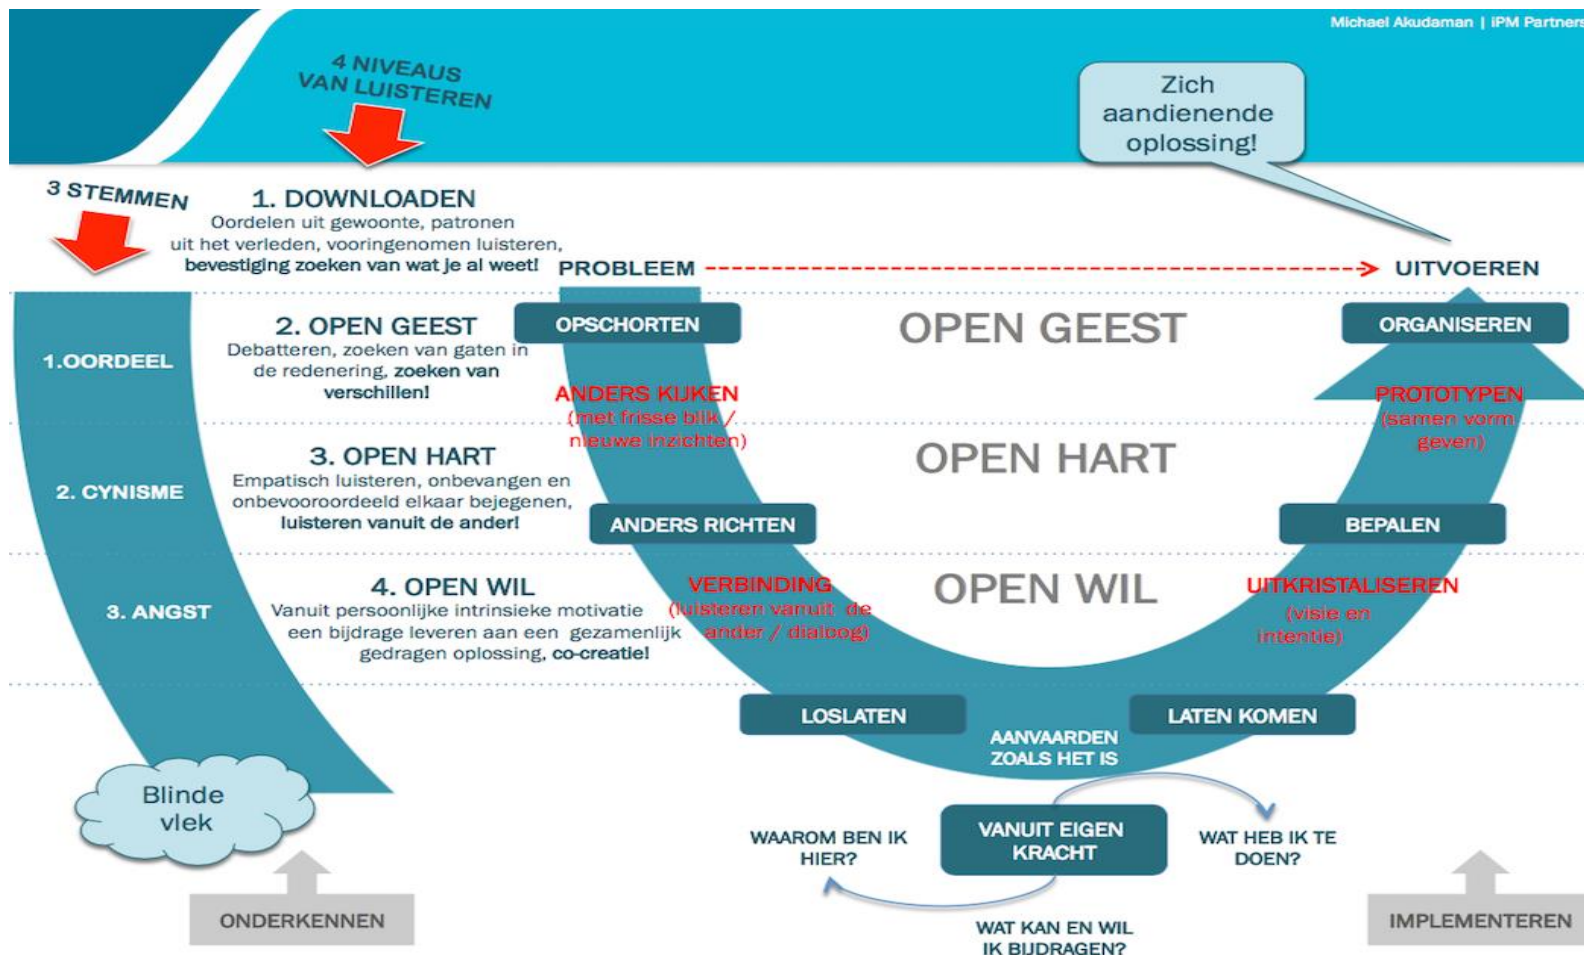 Michael Akudaman | iPM Partners
4 NIVEAUS
VAN LUISTEREN
Zich
aandienende
oplossing!
3 STEMMEN
1. DOWNLOADEN
Oordelen uit gewoonte, patronen
uit het verleden, vooringenomen luisteren,
bevestiging zoeken van wat je al weet!
PROBLEEM
UITVOEREN
1.OORDEEL
2. OPEN GEEST
Debatteren, zoeken van gaten in
de redenering, zoeken van
verschillen!
OPSCHORTEN
OPEN GEEST
ORGANISEREN
ANDERS KIJKEN
(met frisse blik /
nieuwe inzichten)
PROTOTYPEN
(samen vorm
geven)
2. CYNISME
3. OPEN HART
Empatisch luisteren, onbevangen en
onbevooroordeeld elkaar bejegenen,
luisteren vanuit de ander!
OPEN HART
ANDERS RICHTEN
BEPALEN
3. ANGST
4. OPEN WIL
Vanuit persoonlijke intrinsieke motivatie
een bijdrage leveren aan een gezamenlijk
gedragen oplossing, co-creatie!
VERBINDING
(luisteren vanuit de
ander / dialoog)
OPEN WIL
UITKRISTALISEREN
(visie en
intentie)
LOSLATEN
LATEN KOMEN
AANVAARDEN
ZOALS HET IS
Blinde
vlek
WAAROM BEN IK
HIER?
VANUIT EIGEN
KRACHT
WAT HEB IK TE
DOEN?
WAT KAN EN WIL
IK BIJDRAGEN?
ONDERKENNEN
IMPLEMENTEREN